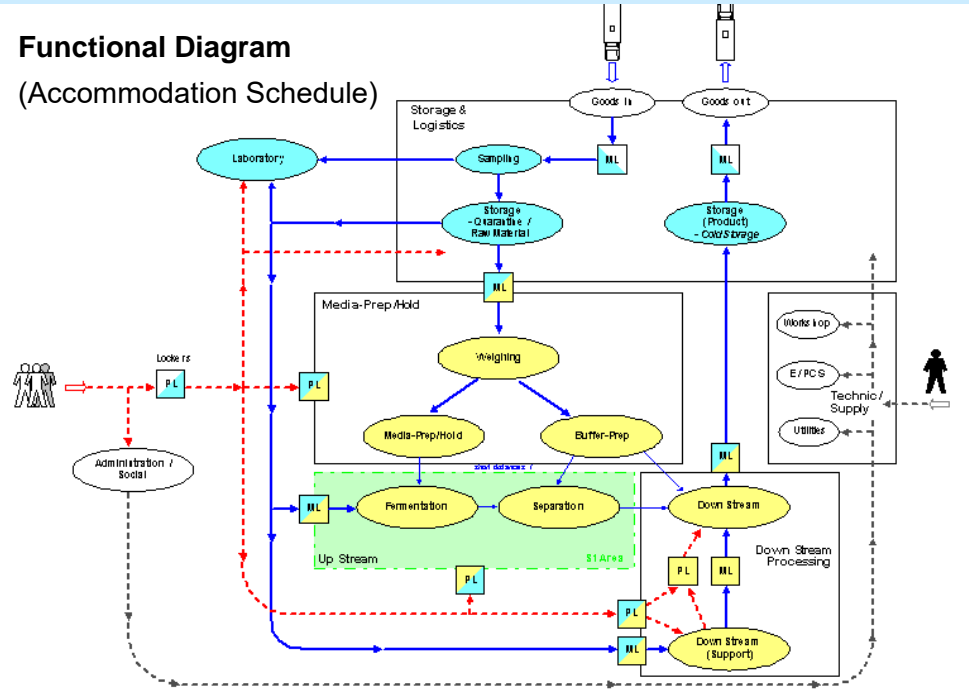 Functional Diagram
(Accommodation Schedule)
Goods in
Goods out
Storage &
Logistics
Laboratory
Sampling
ML
ML
Storage
- Quarantine /
Raw Material
Storage
(Product)
- Cold Storage
ML
Media-Prep/Hold
Workshop
Lockers
Weighing
E/PCS
PL
PL
Technic /
Supply
Media-Prep/Hold
Buffer-Prep
Utilities
Administration /
Social
ML
short distances /
ML
Fermentation
Separation
Down Stream
Up Stream
S1 Area
Down Stream
Processing
PL
PL
ML
PL
ML
Down Stream
(Support)